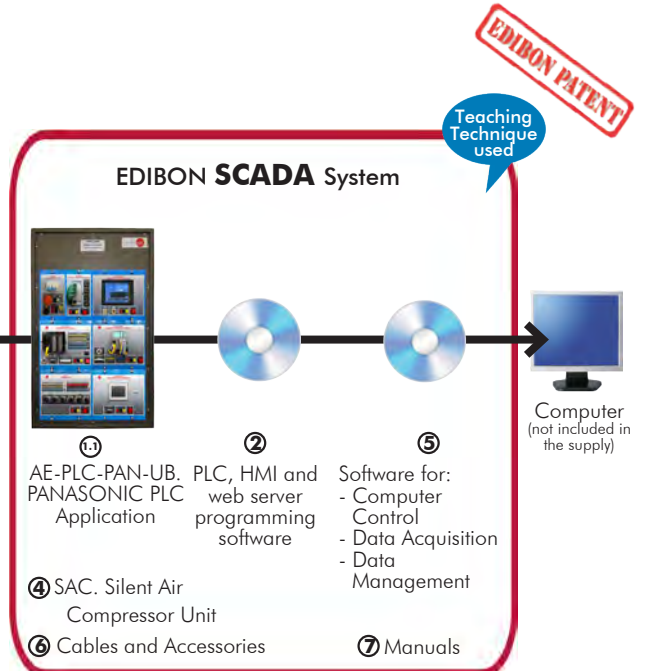 EDIBON PATENT
Teaching
Technique
used
EDIBON SCADA System
1.1
AE-PLC-PAN-UB.
PANASONIC PLC
Application
2
PLC, HMI and
web server
programming
software
5
Software for:
- Computer
Control
- Data Acquisition
- Data
Management
Computer
(not included in
the supply)
4 SAC. Silent Air
Compressor Unit
6 Cables and Accessories
7 Manuals